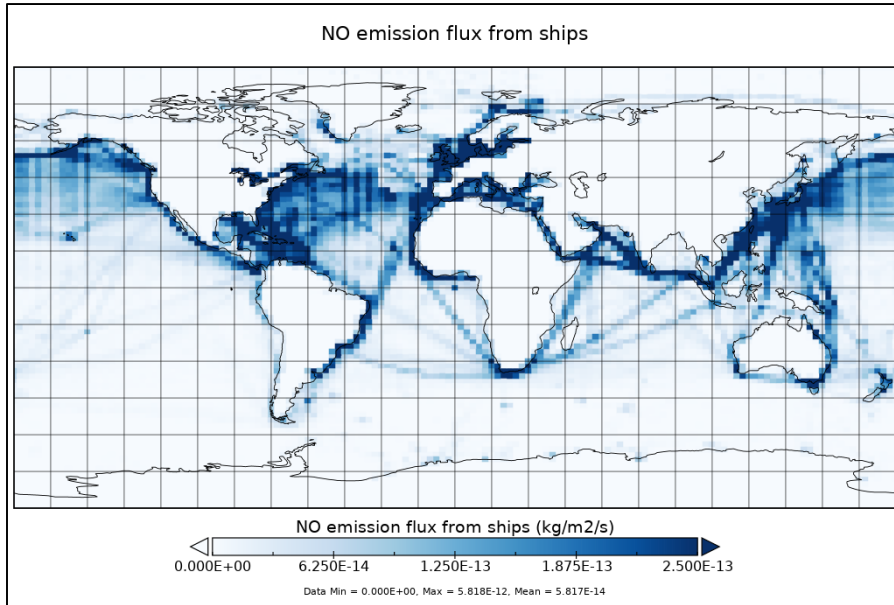 NO emission flux from ships
NO emission flux from ships (kg/m2/s)
0.000E+00 6.250E-14 1.250E-13 1.875E-13 2.500E-13
Data Min = 0.000E+00, Max = 5.818E-12, Mean = 5.817E-14